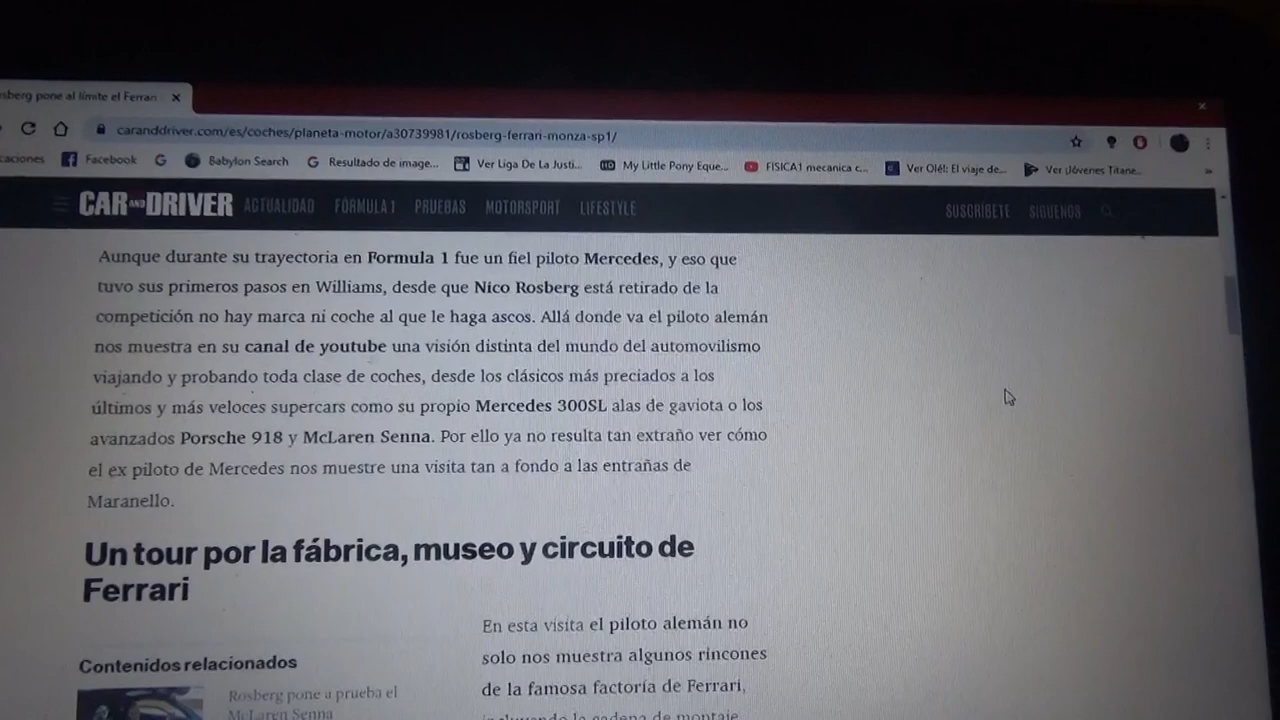 sberg pone al límite el Ferrari
caranddriver.com/es/coches/planeta-motor/a30739981/rosberg-ferrari-monza-sp1/
caciones Facebook G Babylon Search Resultado de image... Ver Liga De La Justi... My Little Pony Eque... FISICA1 mecanica c... Ver Olé!: El viaje de... Ver ¡Jóvenes Titane... »
CAR AND DRIVER ACTUALIDAD FÓRMULA 1 PRUEBAS MOTORSPORT LIFESTYLE SUSCRÍBETE SÍGUENOS
Aunque durante su trayectoria en Formula 1 fue un fiel piloto Mercedes, y eso que
tuvo sus primeros pasos en Williams, desde que Nico Rosberg está retirado de la
competición no hay marca ni coche al que le haga ascos. Allá donde va el piloto alemán
nos muestra en su canal de youtube una visión distinta del mundo del automovilismo
viajando y probando toda clase de coches, desde los clásicos más preciados a los
últimos y más veloces supercars como su propio Mercedes 300SL alas de gaviota o los
avanzados Porsche 918 y McLaren Senna. Por ello ya no resulta tan extraño ver cómo
el ex piloto de Mercedes nos muestre una visita tan a fondo a las entrañas de
Maranello.
Un tour por la fábrica, museo y circuito de
Ferrari
Contenidos relacionados
Rosberg pone a prueba el
McLaren Senna
En esta visita el piloto alemán no
solo nos muestra algunos rincones
de la famosa factoría de Ferrari,
incluyendo la cadena de montaje